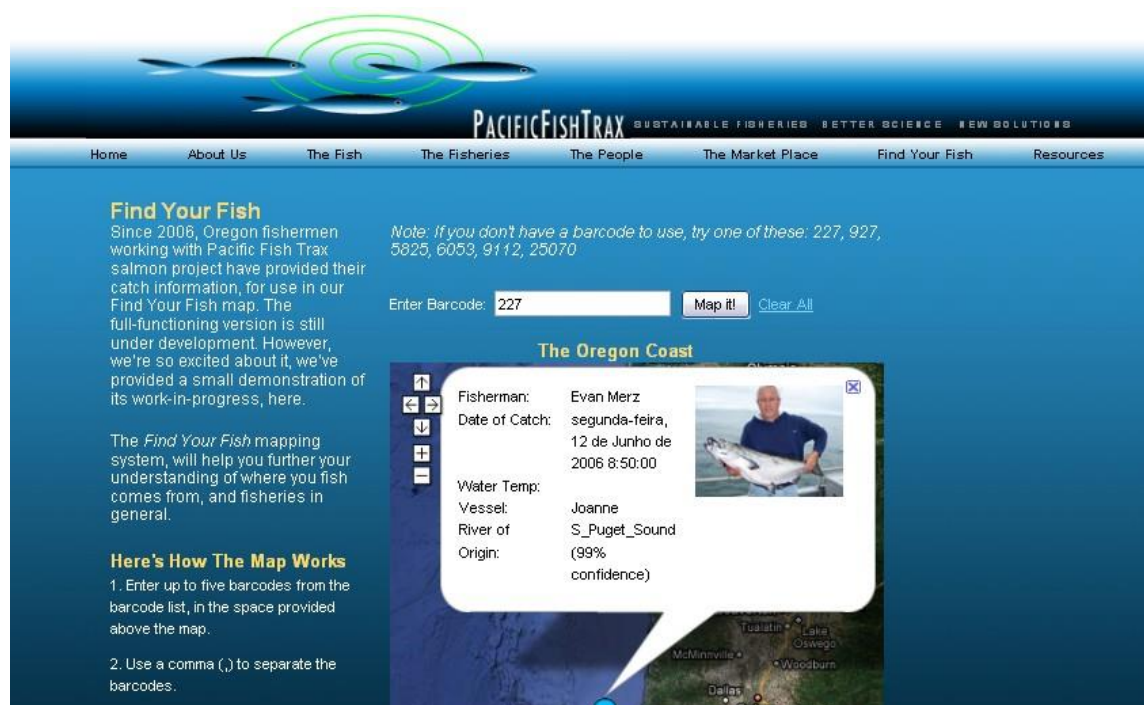 PACIFICFISHTRAX SUSTAINABLE FISHERIES BETTER SCIENCE NEW SOLUTIONS
Home About Us The Fish The Fisheries The People The Market Place Find Your Fish Resources
Find Your Fish
Since 2006, Oregon fishermen
working with Pacific Fish Trax
salmon project have provided their
catch information, for use in our
Find Your Fish map. The
full-functioning version is still
under development. However,
we're so excited about it, we've
provided a small demonstration of
its work-in-progress, here.
The Find Your Fish mapping
system, will help you further your
understanding of where you fish
comes from, and fisheries in
general.
Here's How The Map Works
1. Enter up to five barcodes from the
barcode list, in the space provided
above the map.
2. Use a comma (,) to separate the
barcodes.
Note: If you don't have a barcode to use, try one of these: 227, 927,
5825, 6053, 9112, 25070
Enter Barcode: 227 Map it! Clear All
The Oregon Coast
Fisherman: Evan Merz
Date of Catch: segunda-feira,
12 de Junho de
2006 8:50:00
Water Temp:
Vessel: Joanne
River of S_Puget_Sound
Origin: (99%
confidence)
Tualatin Lake
Oswego
McMinnville
Woodburn
Dallas